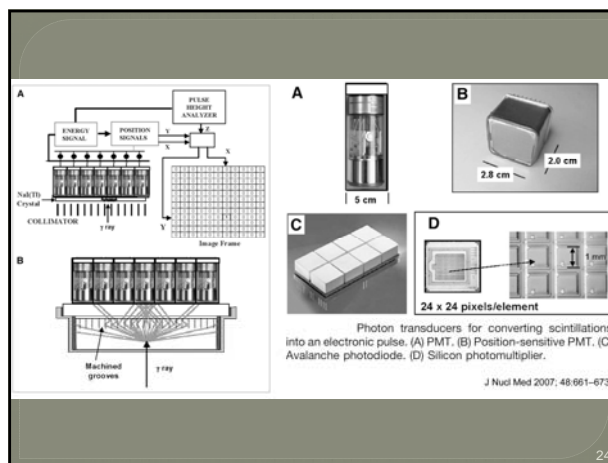 A
PULSE
HEIGHT
ANALYZER
ENERGY
SIGNAL
POSITION
SIGNALS
Y
X
Z
X
NaI(Tl)
Crystal
COLLIMATOR
γ ray
Y
Image Frame
B
Machined
grooves
γ ray
A
5 cm
B
2.8 cm
2.0 cm
C
D
1 mm
24 x 24 pixels/element
Photon transducers for converting scintillations
into an electronic pulse. (A) PMT. (B) Position-sensitive PMT. (C
Avalanche photodiode. (D) Silicon photomultiplier.
J Nucl Med 2007; 48:661–673
24